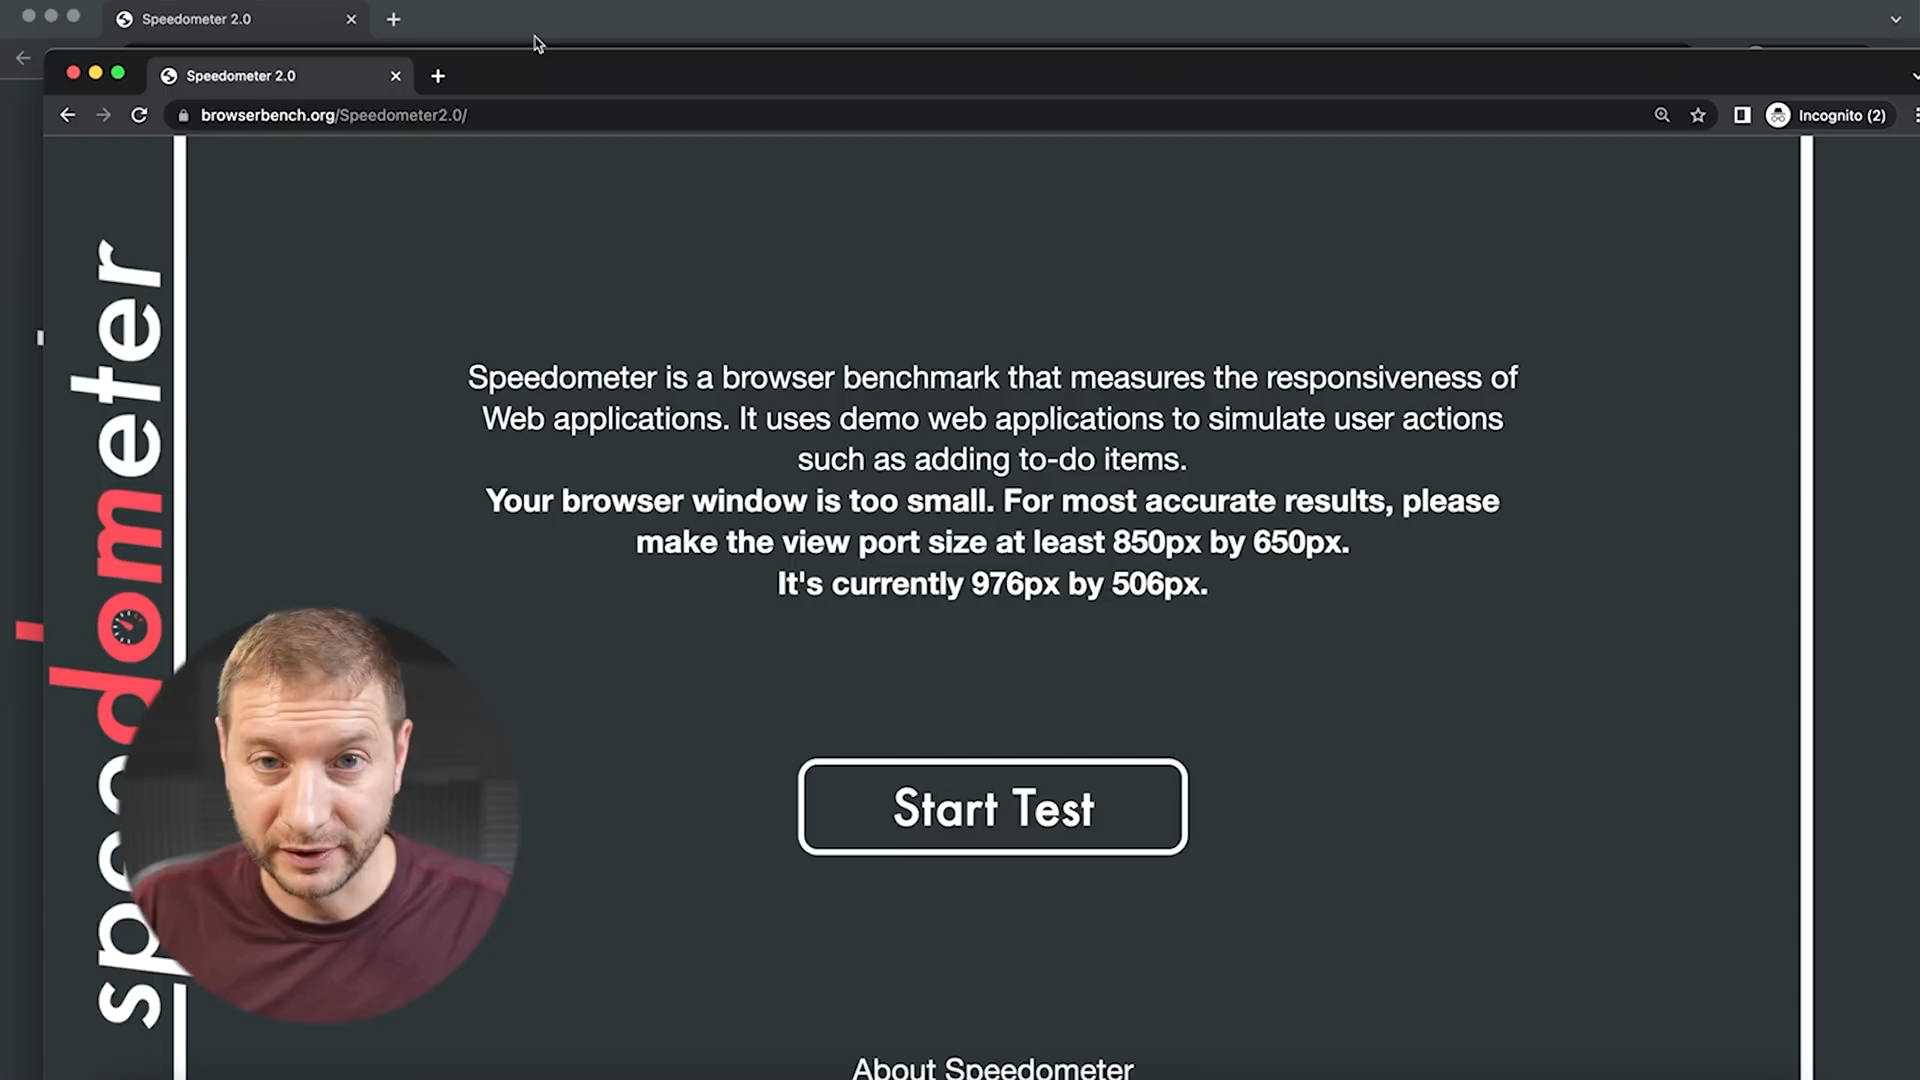 Speedometer 2.0
Speedometer 2.0
browserbench.org/Speedometer2.0/
Incognito (2)
speedometer
Speedometer is a browser benchmark that measures the responsiveness of
Web applications. It uses demo web applications to simulate user actions
such as adding to-do items.
Your browser window is too small. For most accurate results, please
make the view port size at least 850px by 650px.
It's currently 976px by 506px.
Start Test
About Speedometer